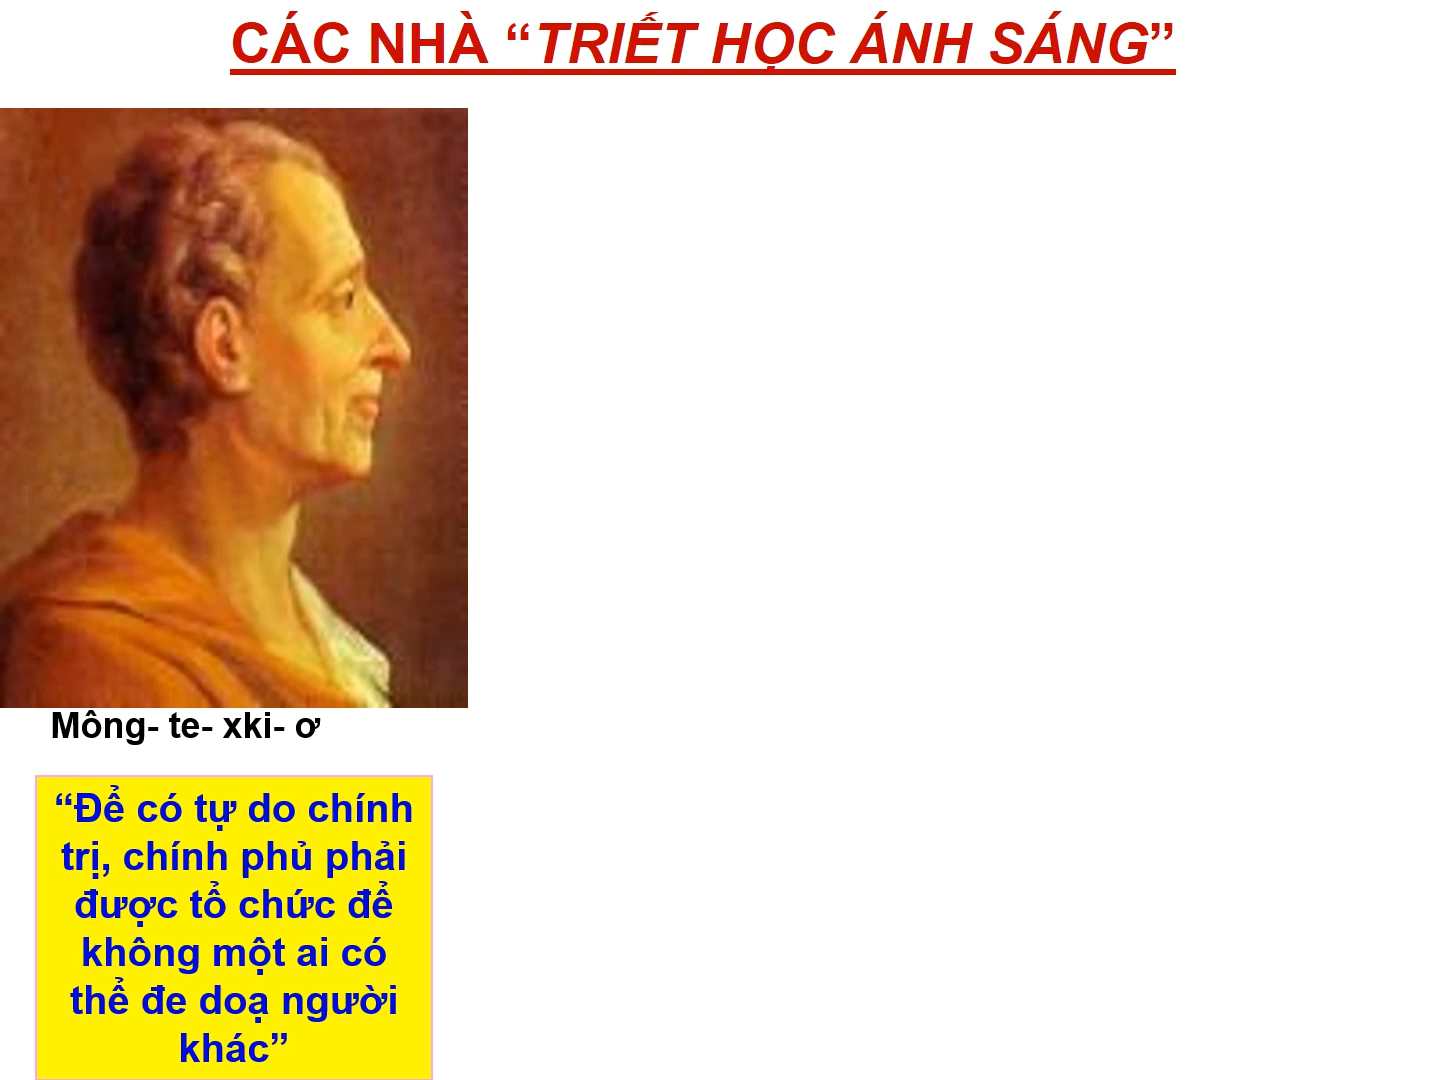 CÁC NHÀ “TRIẾT HỌC ÁNH SÁNG”
Mông- te- xki- ơ
“Để có tự do chính
trị, chính phủ phải
được tổ chức để
không một ai có
thể đe doạ người
khác”